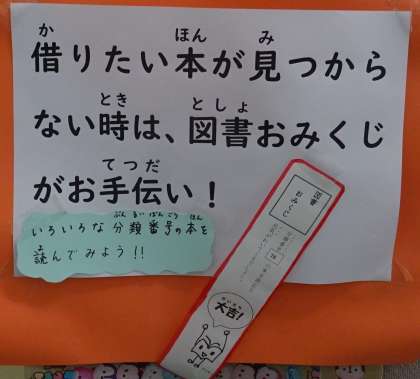 借りたい本が見つから
ない時は、図書おみくじ
がお手伝い！
いろいろな分類番号の本を
読んでみよう!!
図書
おみくじ
大吉!